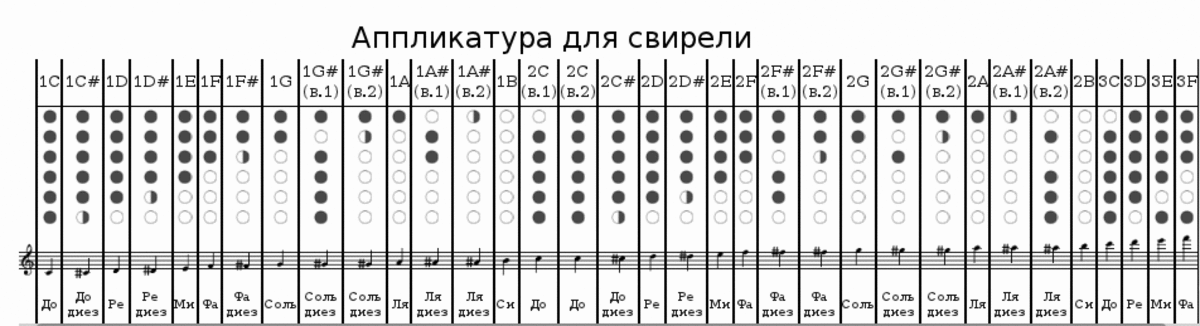 Аппликатура для свирели
1C 1C# 1D 1D# 1E 1F 1F# 1G 1G# (в.1) 1G# (в.2) 1A 1A# (в.1) 1A# (в.2) 1B 2C (в.1) 2C (в.2) 2C# 2D 2D# 2E 2F 2F# (в.1) 2F# (в.2) 2G 2G# (в.1) 2G# (в.2) 2A 2A# (в.1) 2A# (в.2) 2B 3C 3D 3E 3F
До До диез Ре Ре диез Ми Фа Фа диез Соль Соль диез Соль диез Ля Ля диез Ля диез Си До До До диез Ре Ре диез Ми Фа Фа диез Фа диез Соль Соль диез Соль диез Ля Ля диез Ля диез Си До Ре Ми Фа